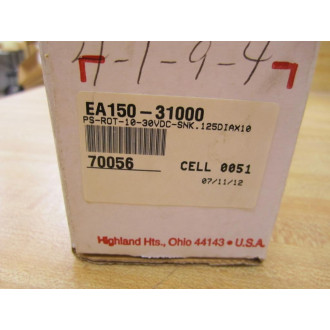 A-1-9-4
EA150-31000
PS-ROT-10-30VDC-SNK.125DIAX10
70056 CELL 0051
07/11/12
Highland Hts., Ohio 44143 • U.S.A.